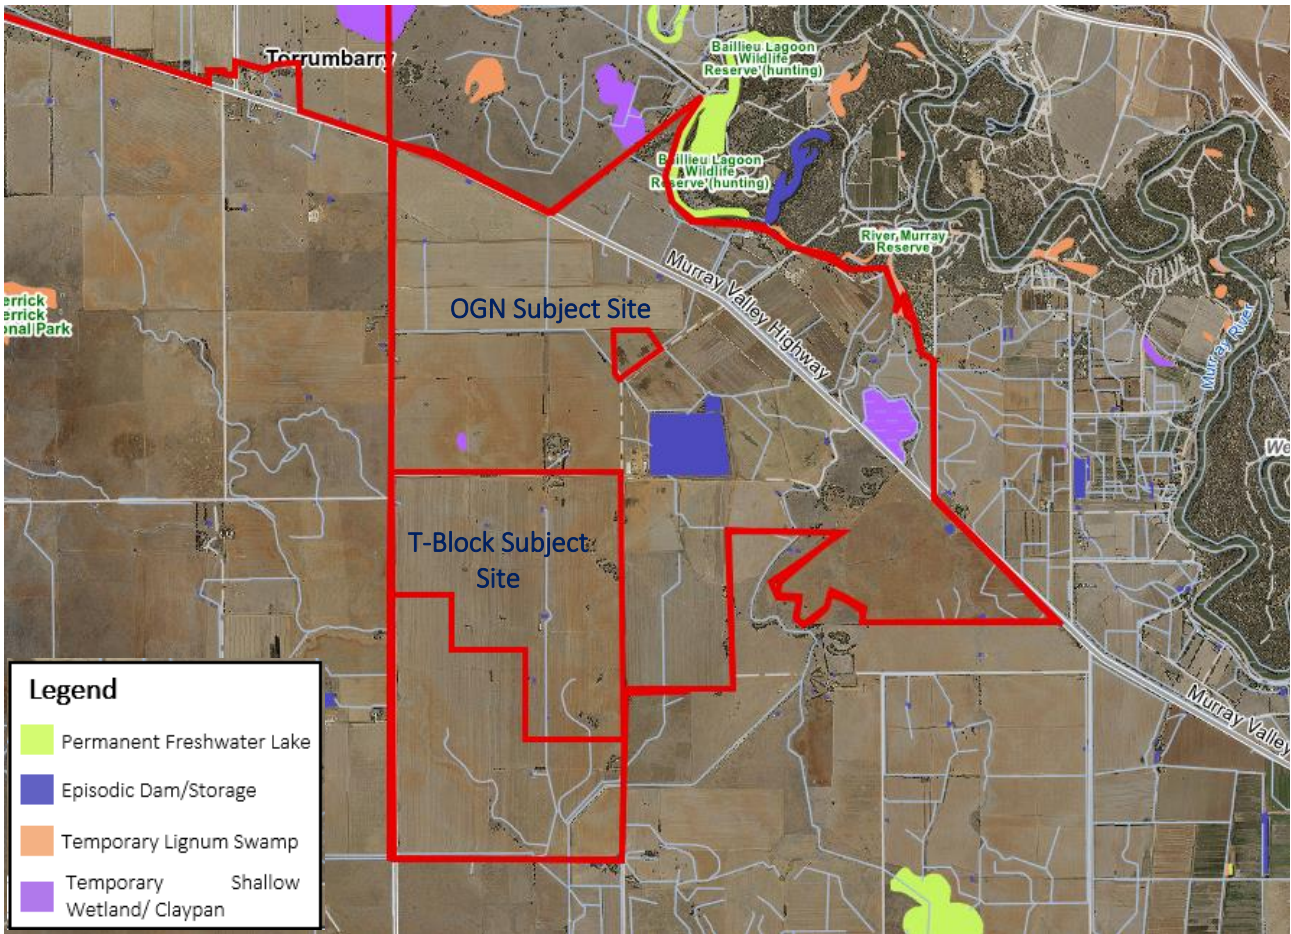 Torrumbarry
Baillieu Lagoon
Wildlife
Reserve (hunting)
Baillieu Lagoon
Wildlife
Reserve (hunting)
River Murray
Reserve
Murray Valley Highway
OGN Subject Site
errick
errick
onal Park
Murray River
We
T-Block Subject
Site
Murray Valley
Legend
Permanent Freshwater Lake
Episodic Dam/Storage
Temporary Lignum Swamp
Temporary Shallow
Wetland/ Claypan